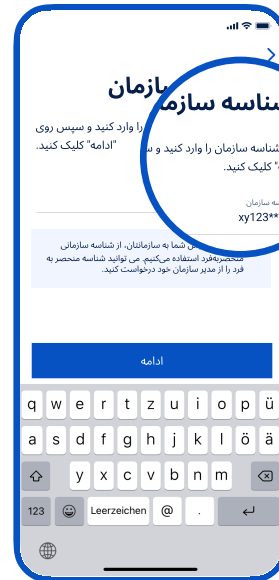 سازمان
شناسه سازمان
را وارد کنید و سپس روی
"ادامه" کلیک کنید.
شناسه سازمان را وارد کنید و س
" کلیک کنید.
سه سازمان
xy123**
شما به سازمانتان، از شناسه سازمانی
منحصربه‌فرد استفاده می‌کنیم. می توانید شناسه منحصر به
فرد را از مدیر سازمان خود درخواست کنید.
ادامه
q w e r t z u i o p ü
a s d f g h j k l ö ä
y x c v b n m
123 Leerzeichen @ .